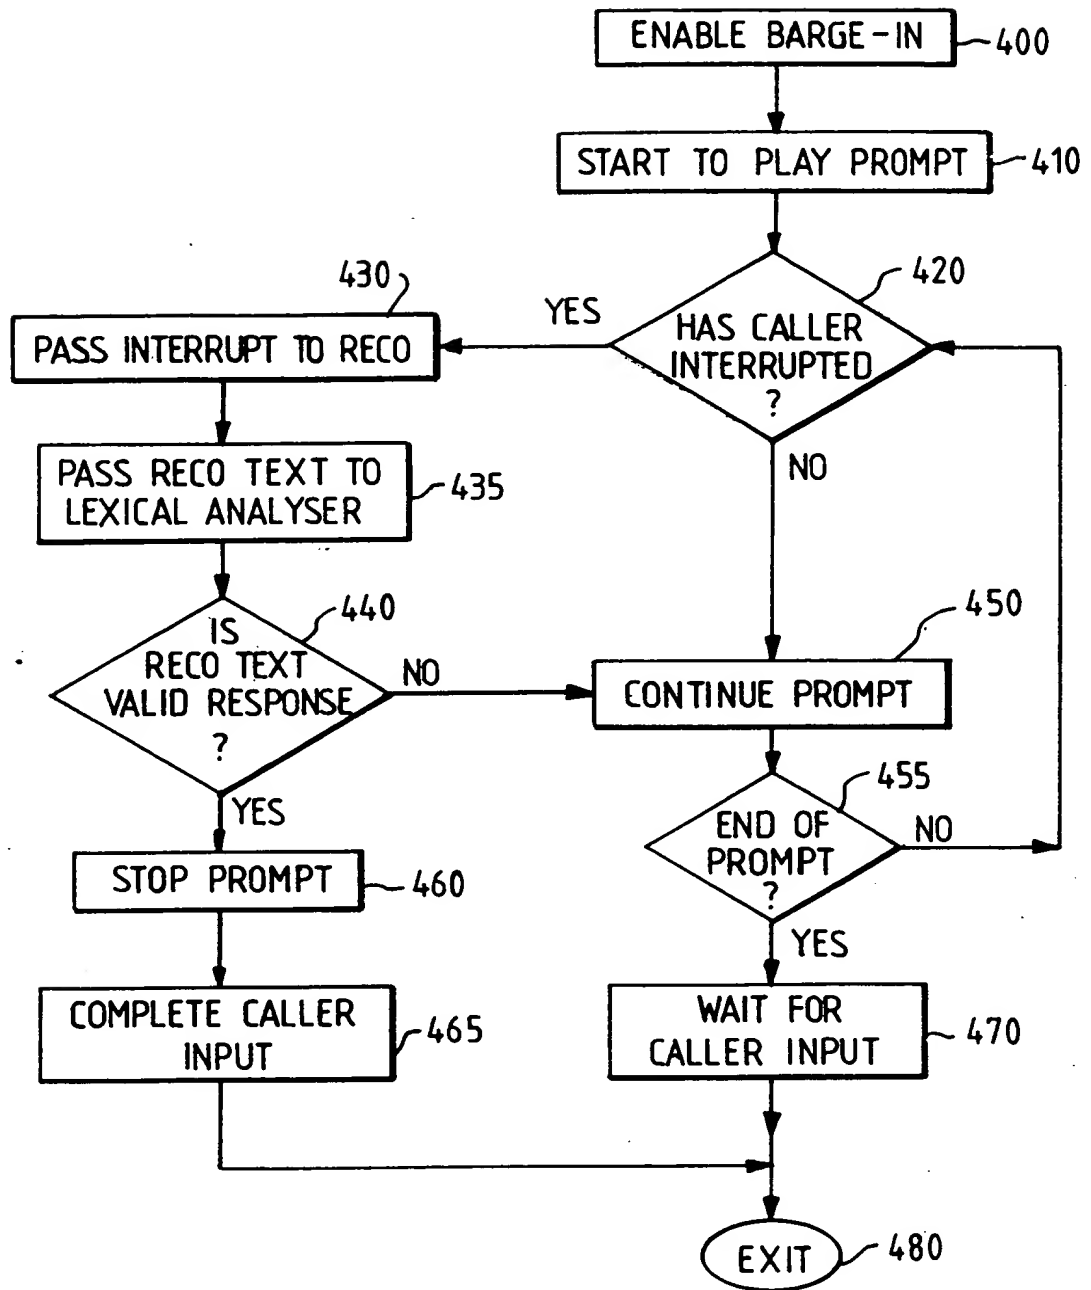 ENABLE BARGE-IN
400
START TO PLAY PROMPT
410
420
HAS CALLER
INTERRUPTED
?
YES
NO
430
PASS INTERRUPT TO RECO
PASS RECO TEXT TO
LEXICAL ANALYSER
435
440
IS
RECO TEXT
VALID RESPONSE
?
NO
YES
450
CONTINUE PROMPT
455
END OF
PROMPT
?
NO
YES
STOP PROMPT
460
COMPLETE CALLER
INPUT
465
WAIT FOR
CALLER INPUT
470
EXIT
480